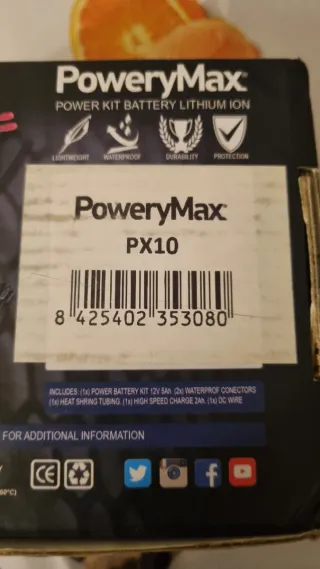 PoweryMax
POWER KIT BATTERY LITHIUM ION
LIGHTWEIGHT WATERPROOF DURABILITY PROTECTION
PoweryMax
PX10
8 425402 353080
INCLUDES: (1x) POWER BATTERY KIT 12V 5Ah (2x) WATERPROF CONECTORS
(1x) HEAT SHRING TUBING. (1x) HIGH SPEED CHARGE 2Ah. (1x) DC WIRE
FOR ADDITIONAL INFORMATION
CE